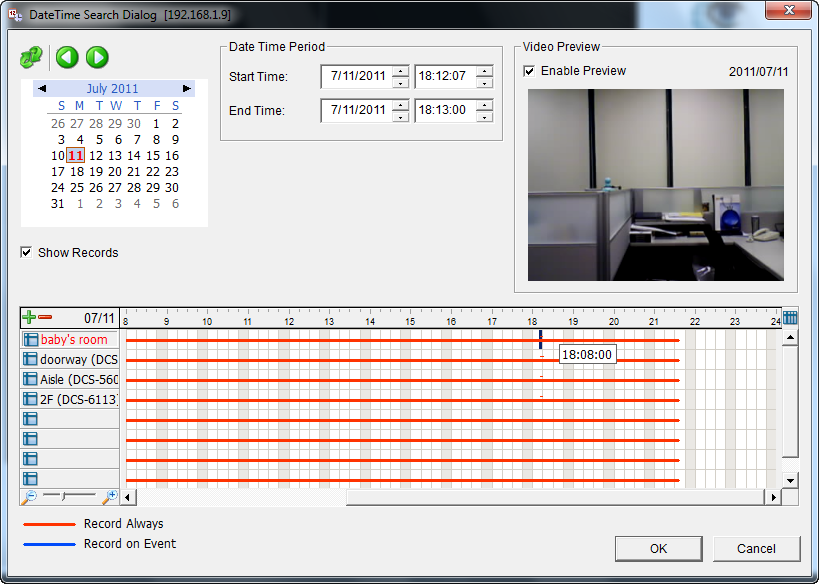 DateTime Search Dialog [192.168.1.9]
Date Time Period
Start Time: 7/11/2011 18:12:07
End Time: 7/11/2011 18:13:00
Video Preview
Enable Preview 2011/07/11
July 2011
S M T W T F S
26 27 28 29 30 1 2
3 4 5 6 7 8 9
10 11 12 13 14 15 16
17 18 19 20 21 22 23
24 25 26 27 28 29 30
31 1 2 3 4 5 6
Show Records
07/11 8 9 10 11 12 13 14 15 16 17 18 19 20 21 22 23 24
baby's room
18:08:00
doorway (DCS
Aisle (DCS-560
2F (DCS-6113)
Record Always
Record on Event
OK Cancel